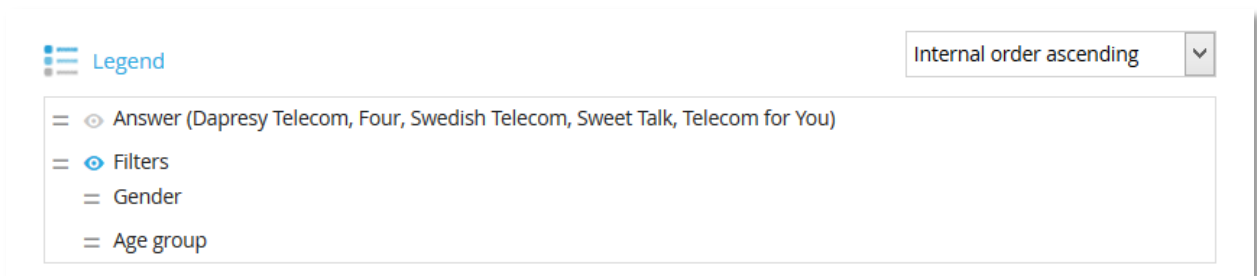 Legend
Internal order ascending
Answer (Dapresy Telecom, Four, Swedish Telecom, Sweet Talk, Telecom for You)
Filters
Gender
Age group